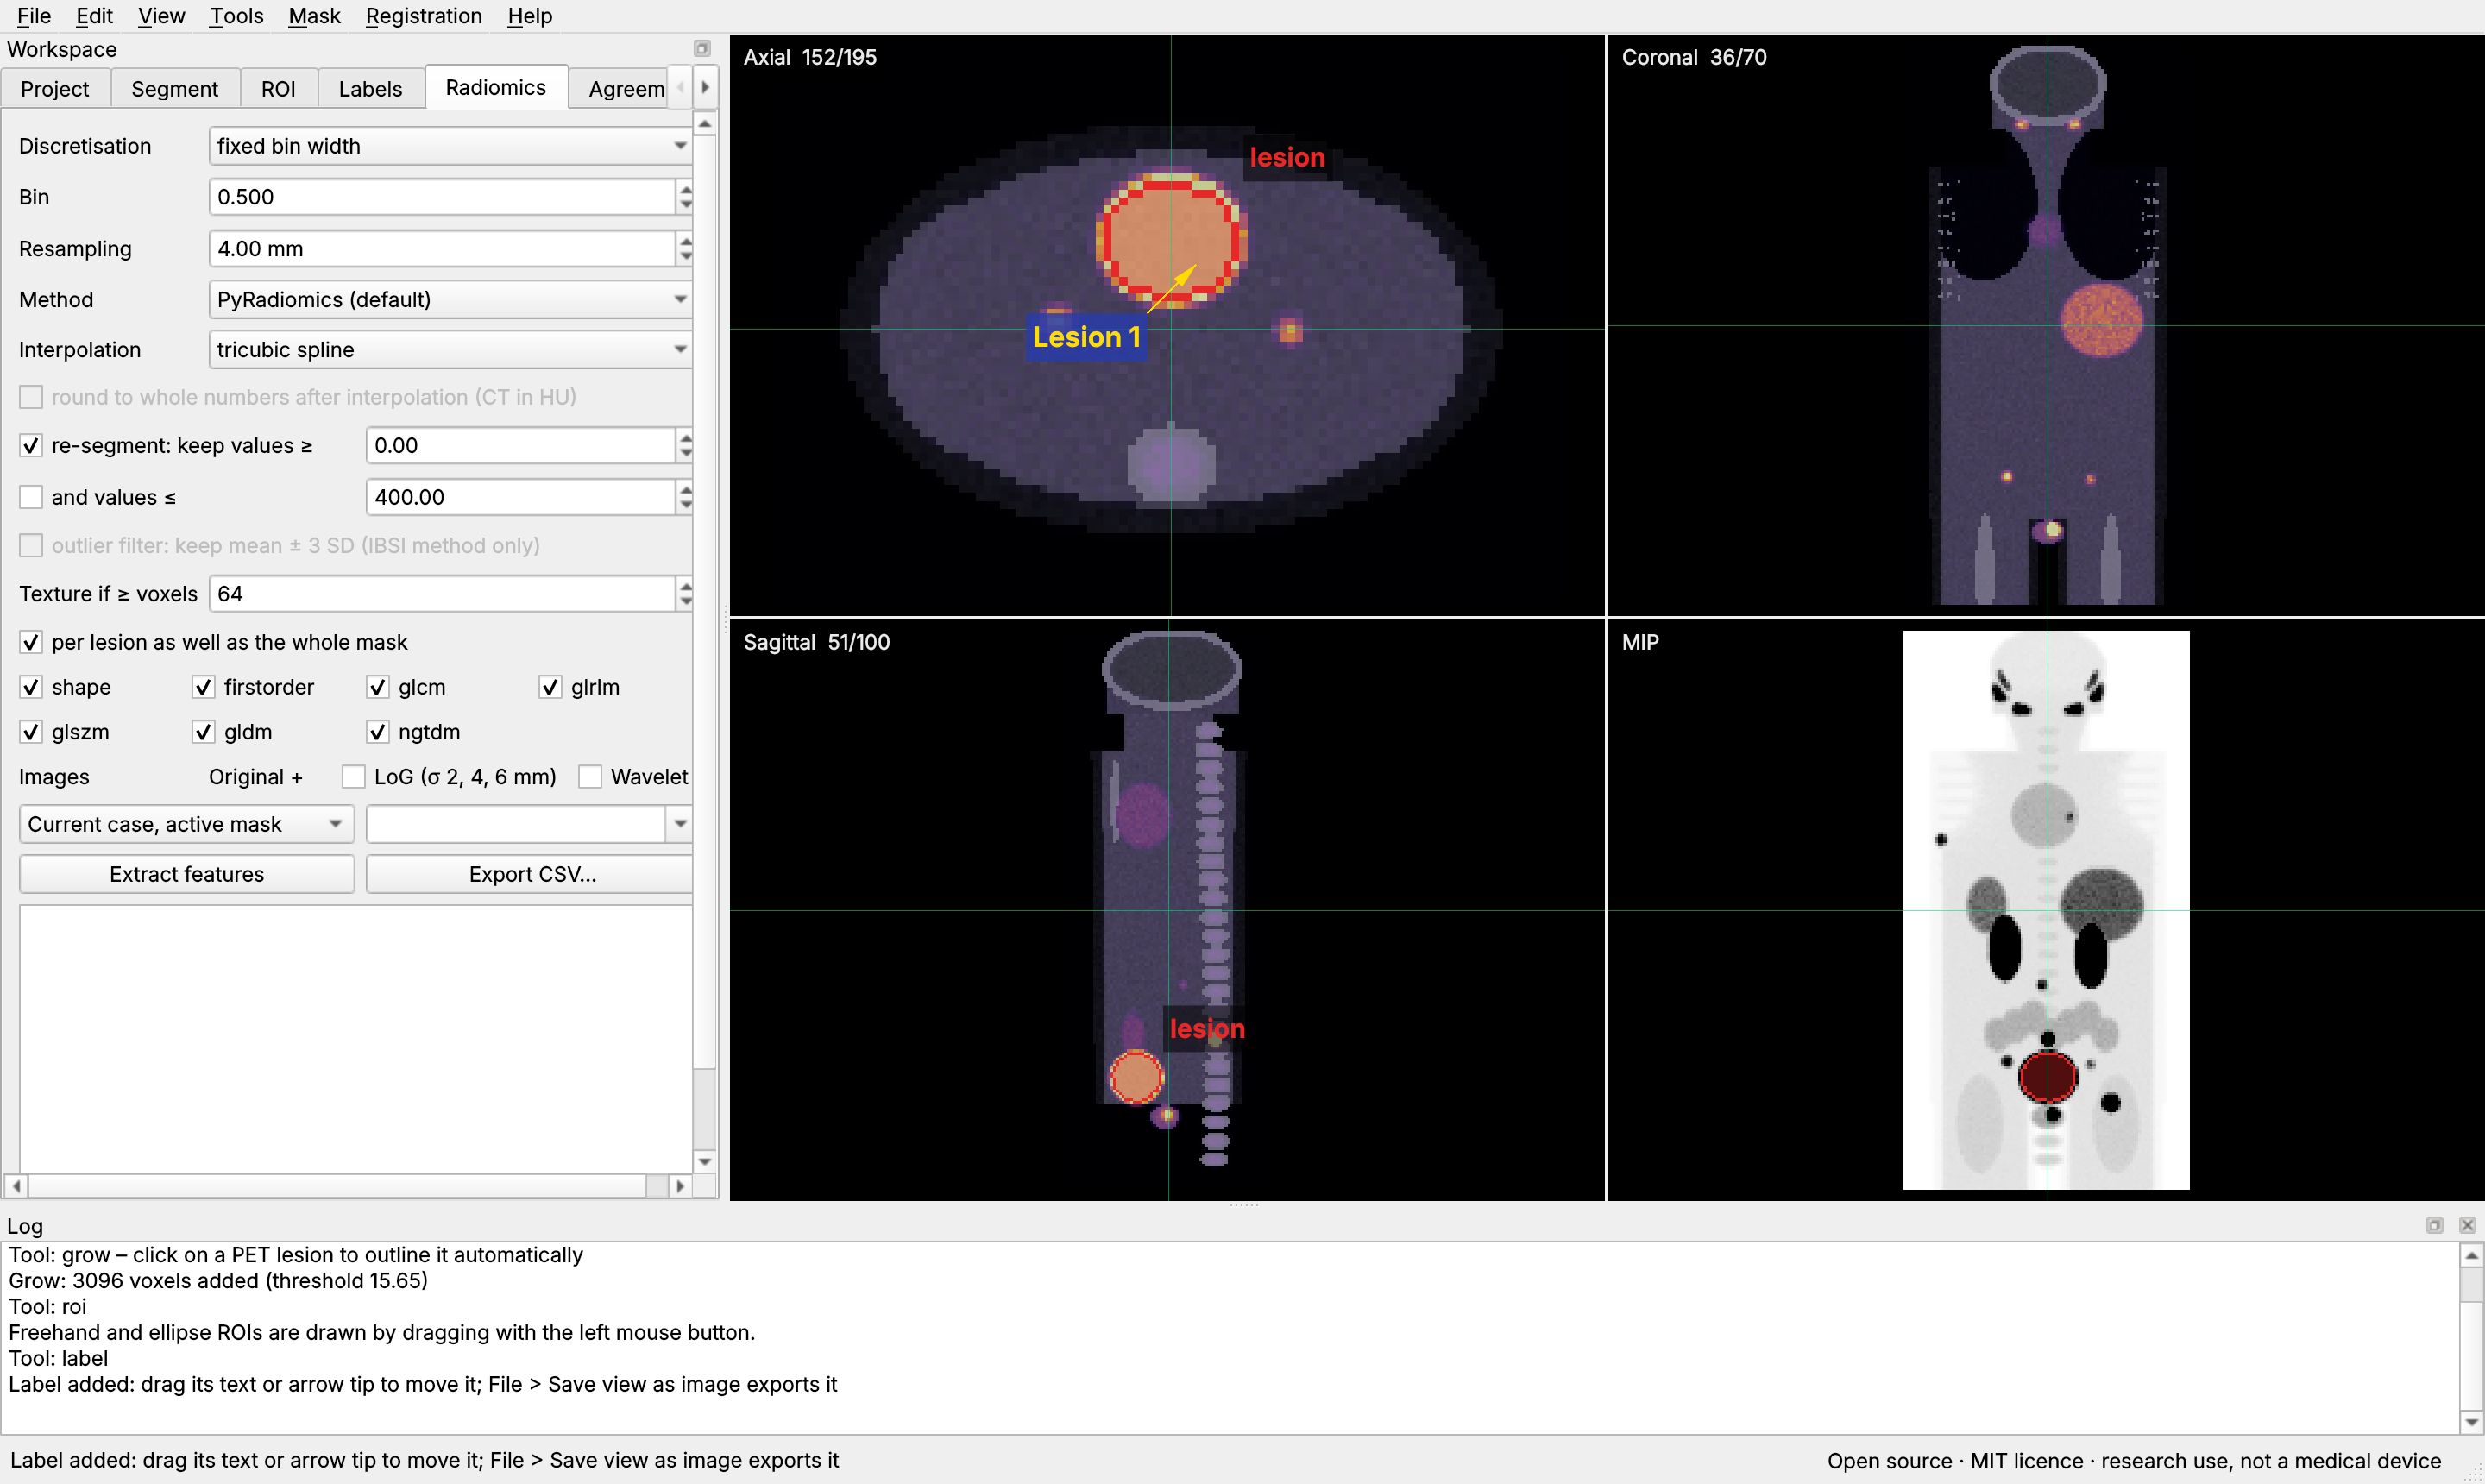 File Edit View Tools Mask Registration Help
Workspace
Project Segment ROI Labels Radiomics Agreem
Discretisation fixed bin width
Bin 0.500
Resampling 4.00 mm
Method PyRadiomics (default)
Interpolation tricubic spline
round to whole numbers after interpolation (CT in HU)
re-segment: keep values ≥ 0.00
and values ≤ 400.00
outlier filter: keep mean ± 3 SD (IBSI method only)
Texture if ≥ voxels 64
per lesion as well as the whole mask
shape firstorder glcm glrlm
glszm gldm ngtdm
Images Original + LoG (σ 2, 4, 6 mm) Wavelet
Current case, active mask
Extract features Export CSV...
Axial 152/195
lesion
Lesion 1
Coronal 36/70
Sagittal 51/100
lesion
MIP
Log
Tool: grow – click on a PET lesion to outline it automatically
Grow: 3096 voxels added (threshold 15.65)
Tool: roi
Freehand and ellipse ROIs are drawn by dragging with the left mouse button.
Tool: label
Label added: drag its text or arrow tip to move it; File > Save view as image exports it
Label added: drag its text or arrow tip to move it; File > Save view as image exports it
Open source · MIT licence · research use, not a medical device